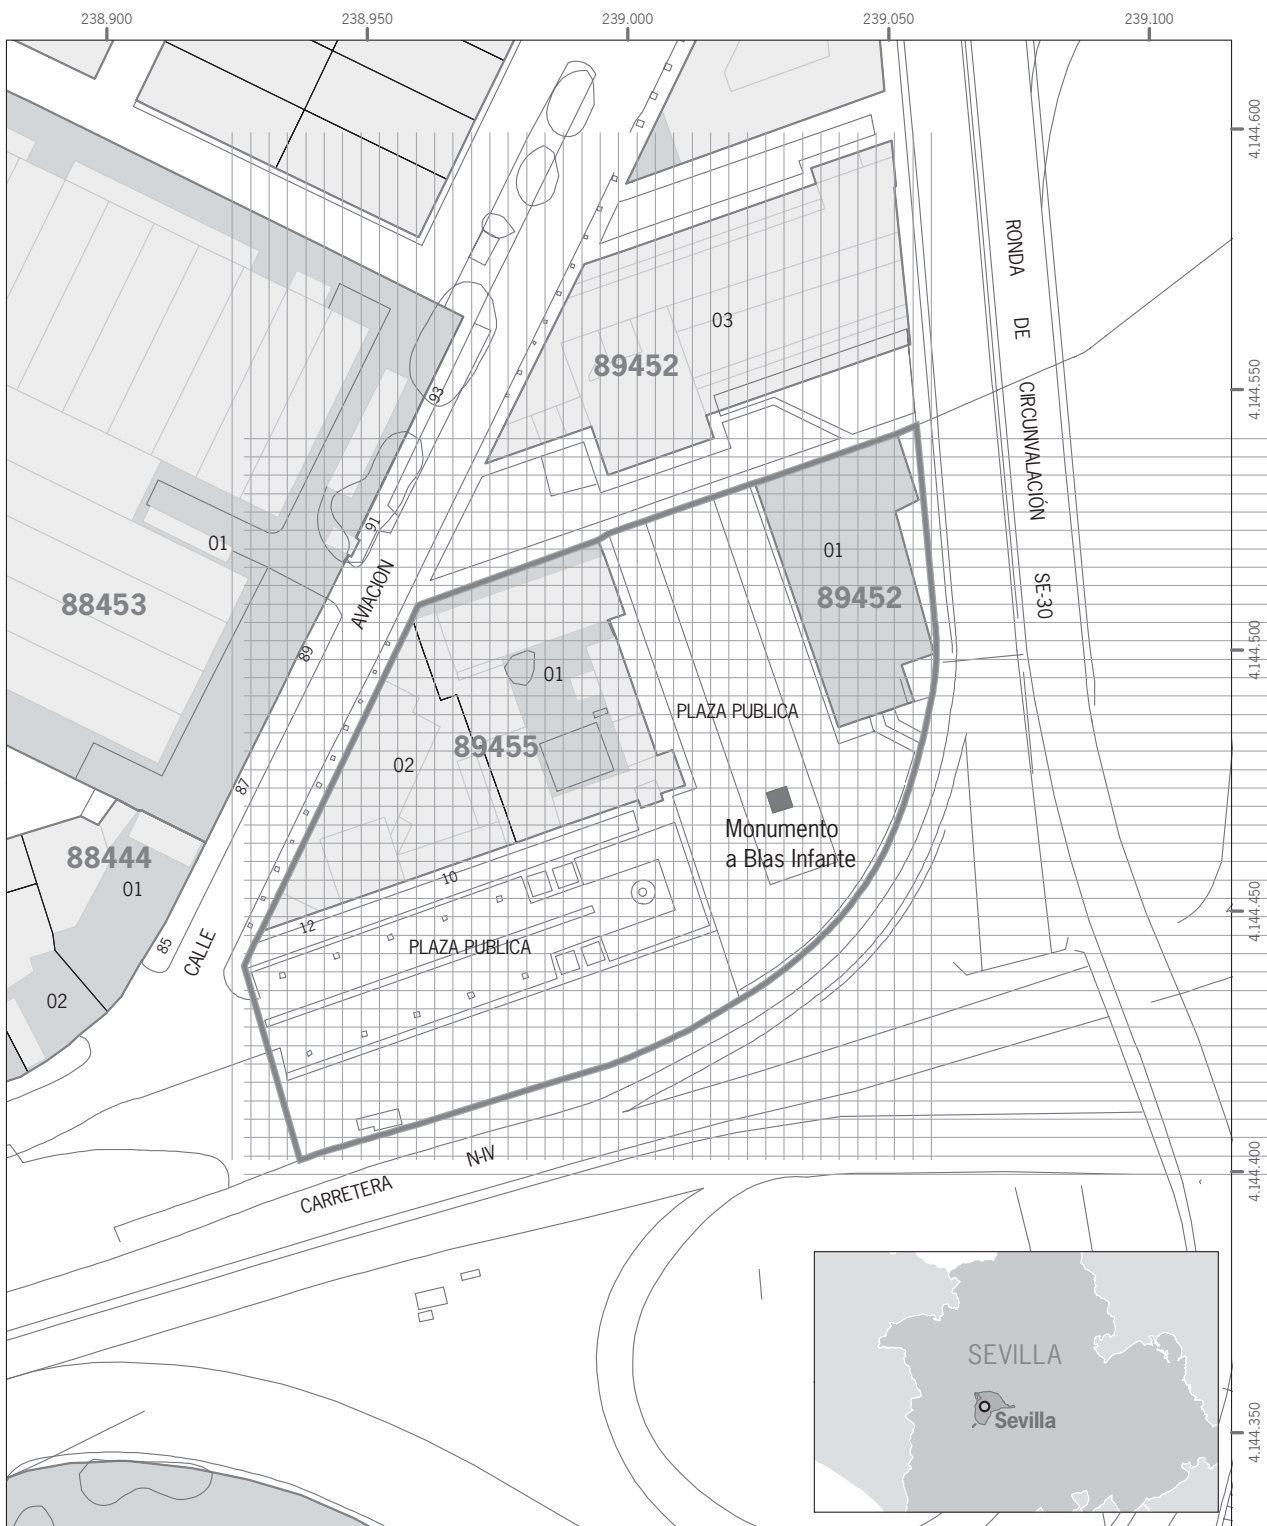 238.900
238.950
239.000
239.050
239.100
4.144.600
RONDA DE CIRCUNVALACIÓN SE-30
03
89452
93
4.144.550
91
01
01
89452
88453
AVIACION
89
4.144.500
01
PLAZA PUBLICA
89455
02
87
Monumento
a Blas Infante
88444
01
10
12
4.144.450
85
CALLE
PLAZA PUBLICA
02
N-IV
CARRETERA
4.144.400
SEVILLA
Sevilla
4.144.350